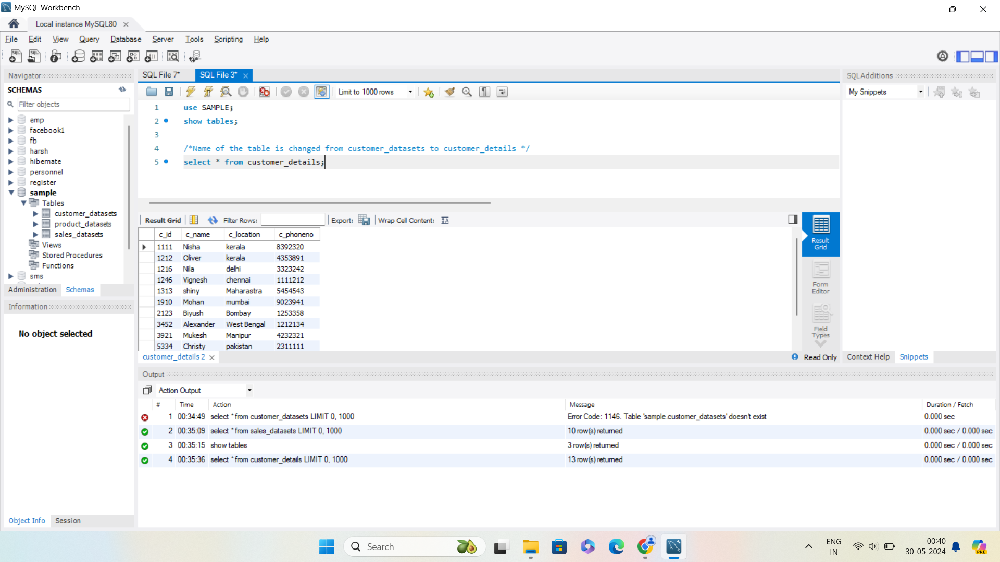 MySQL Workbench
Local instance MySQL80
File Edit View Query Database Server Tools Scripting Help
Navigator
SCHEMAS
Filter objects
emp
facebook1
fb
harsh
hibernate
personnel
register
sample
Tables
customer_datasets
product_datasets
sales_datasets
Views
Stored Procedures
Functions
sms
Administration Schemas
Information
No object selected
Object Info Session
SQL File 7* SQL File 3*
Limit to 1000 rows
1 use SAMPLE;
2 show tables;
3
4 /*Name of the table is changed from customer_datasets to customer_details */
5 select * from customer_details;
Result Grid Filter Rows: Export: Wrap Cell Content:
c_id c_name c_location c_phoneno
1111 Nisha kerala 8392320
1212 Oliver kerala 4353891
1216 Nila delhi 3323242
1246 Vignesh chennai 1111212
1313 shiny Maharastra 5454543
1910 Mohan mumbai 9023941
2123 Biyush Bombay 1253358
3452 Alexander West Bengal 1212134
3921 Mukesh Manipur 4232321
5334 Christy pakistan 2311111
Result
Grid
Form
Editor
Field
Types
customer_details 2
Read Only
SQLAdditions
My Snippets
Context Help Snippets
Output
Action Output
# Time Action Message Duration / Fetch
1 00:34:49 select * from customer_datasets LIMIT 0, 1000 Error Code: 1146. Table 'sample.customer_datasets' doesn't exist 0.000 sec
2 00:35:09 select * from sales_datasets LIMIT 0, 1000 10 row(s) returned 0.000 sec / 0.000 sec
3 00:35:15 show tables 3 row(s) returned 0.000 sec / 0.000 sec
4 00:35:36 select * from customer_details LIMIT 0, 1000 13 row(s) returned 0.000 sec / 0.000 sec
Search
ENG
IN
00:40
30-05-2024
PRE